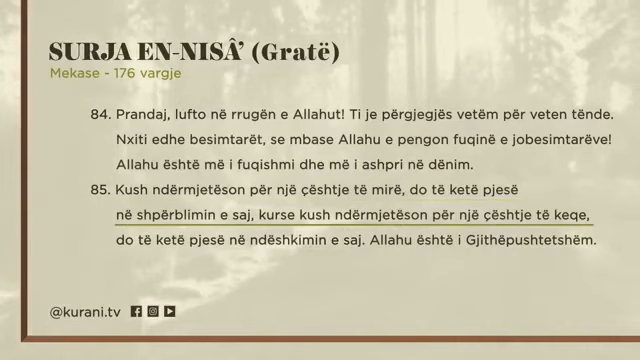 SURJA EN-NISÂ’ (Gratë)
Mekase - 176 vargje
84. Prandaj, lufto në rrugën e Allahut! Ti je përgjegjës vetëm për veten tënde.
Nxiti edhe besimtarët, se mbase Allahu e pengon fuqinë e jobesimtarëve!
Allahu është më i fuqishmi dhe më i ashpri në dënim.
85. Kush ndërmjetëson për një çështje të mirë, do të ketë pjesë
në shpërblimin e saj, kurse kush ndërmjetëson për një çështje të keqe,
do të ketë pjesë në ndëshkimin e saj. Allahu është i Gjithëpushtetshëm.
@kurani.tv